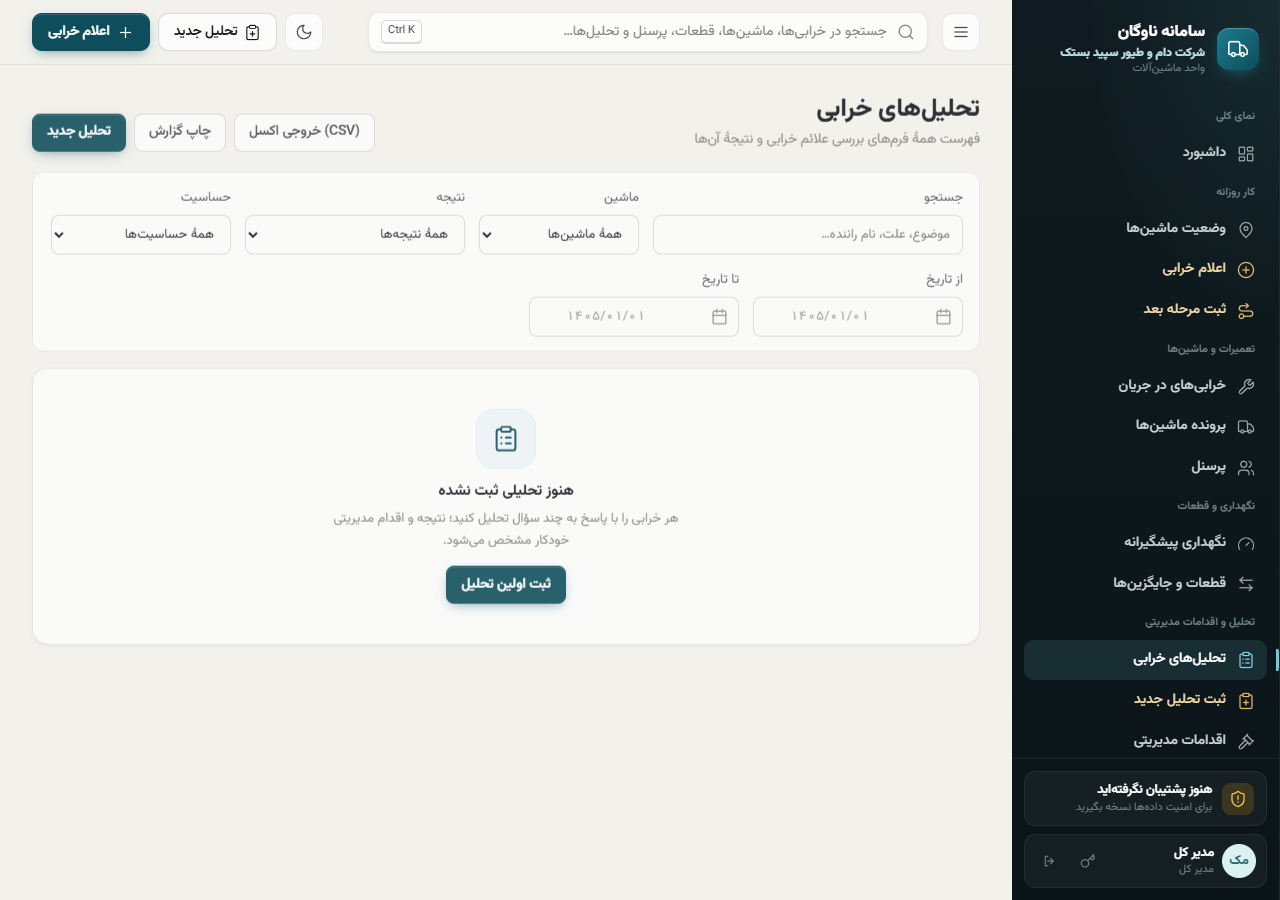 سامانه ناوگان
شرکت دام و طیور سپید بستک
واحد ماشین‌آلات
نمای کلی
داشبورد
کار روزانه
وضعیت ماشین‌ها
اعلام خرابی
ثبت مرحله بعد
تعمیرات و ماشین‌ها
خرابی‌های در جریان
پرونده ماشین‌ها
پرسنل
نگهداری و قطعات
نگهداری پیشگیرانه
قطعات و جایگزین‌ها
تحلیل و اقدامات مدیریتی
تحلیل‌های خرابی
ثبت تحلیل جدید
اقدامات مدیریتی
هنوز پشتیبان نگرفته‌اید
برای امنیت داده‌ها نسخه بگیرید
مک
مدیر کل
مدیر کل
جستجو در خرابی‌ها، ماشین‌ها، قطعات، پرسنل و تحلیل‌ها...
Ctrl K
تحلیل جدید
اعلام خرابی
تحلیل‌های خرابی
فهرست همهٔ فرم‌های بررسی علائم خرابی و نتیجهٔ آن‌ها
خروجی اکسل (CSV)
چاپ گزارش
تحلیل جدید
جستجو
ماشین
نتیجه
حساسیت
موضوع، علت، نام راننده...
همهٔ ماشین‌ها
همهٔ نتیجه‌ها
همهٔ حساسیت‌ها
از تاریخ
تا تاریخ
۱۴۰۵/۰۱/۰۱
۱۴۰۵/۰۱/۰۱
هنوز تحلیلی ثبت نشده
هر خرابی را با پاسخ به چند سؤال تحلیل کنید؛ نتیجه و اقدام مدیریتی
خودکار مشخص می‌شود.
ثبت اولین تحلیل